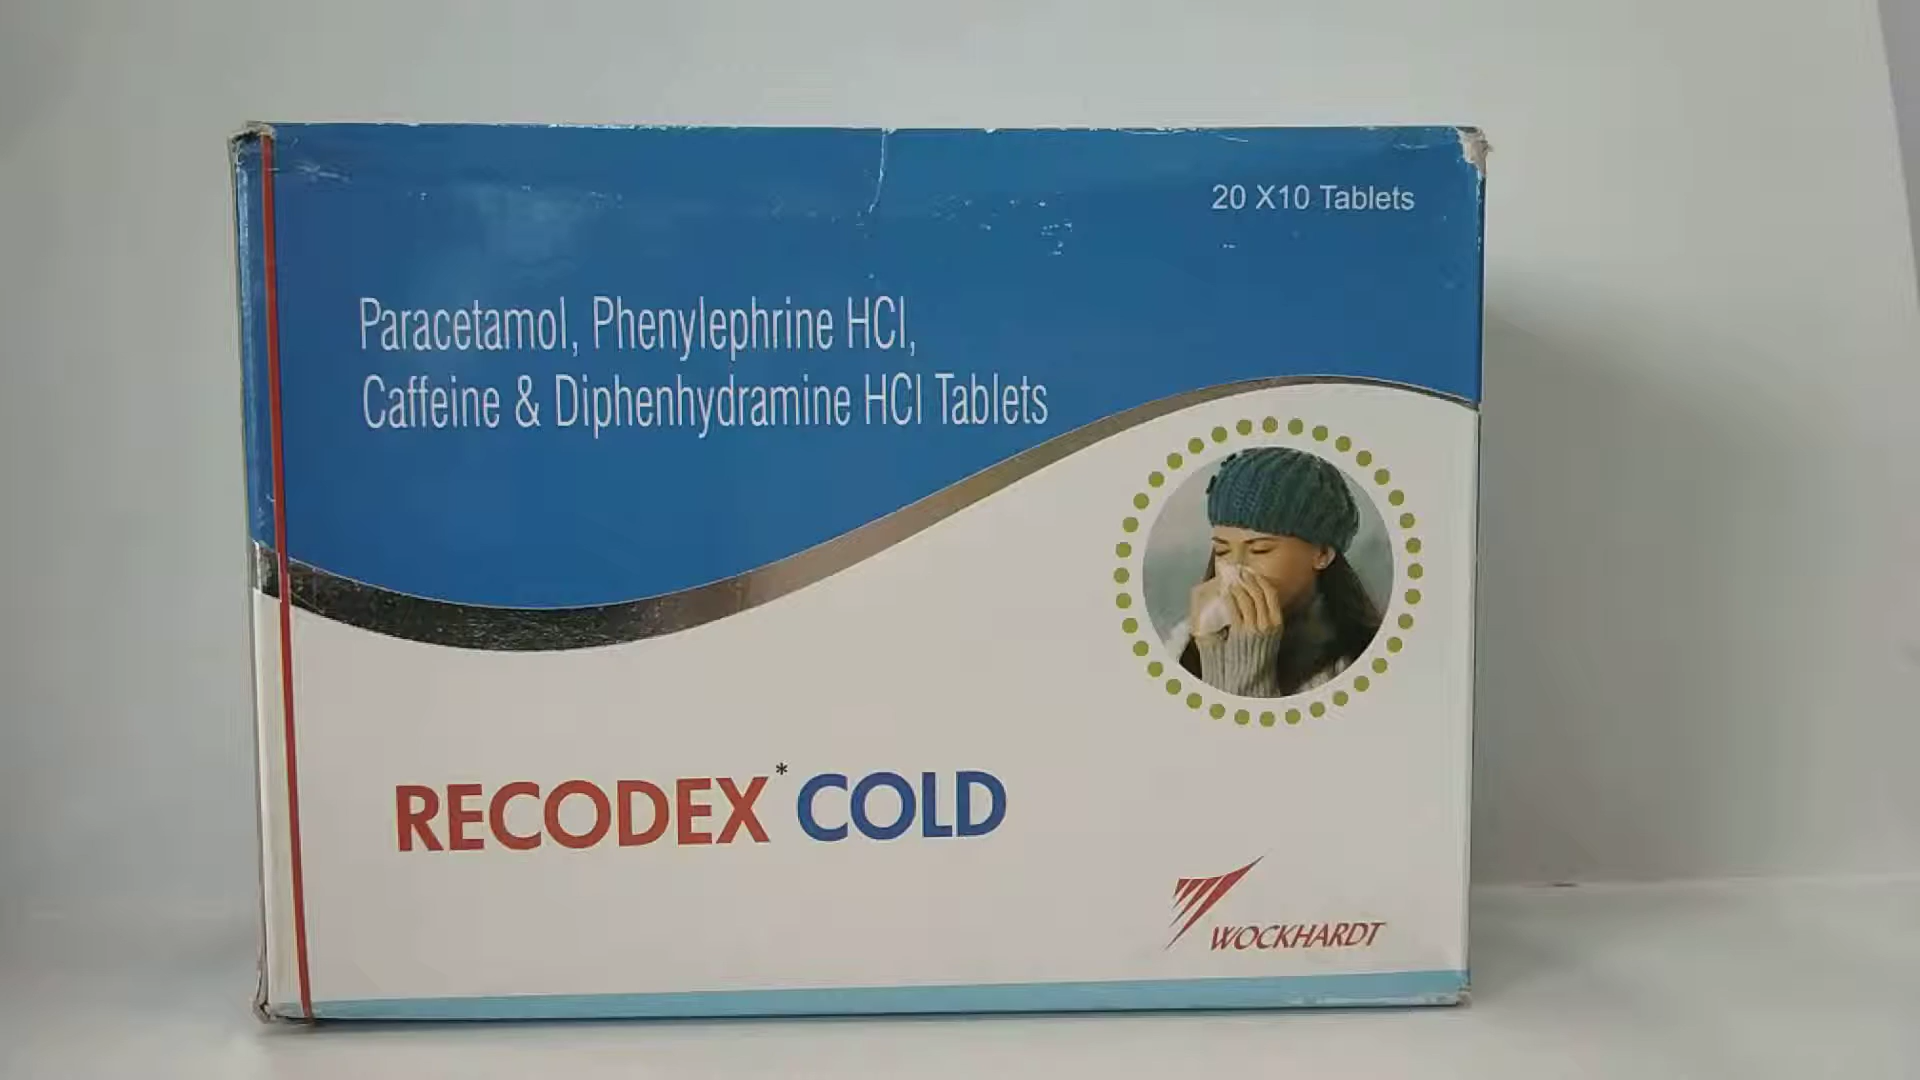 20 X10 Tablets
Paracetamol, Phenylephrine HCl,
Caffeine & Diphenhydramine HCl Tablets
RECODEX* COLD
WOCKHARDT